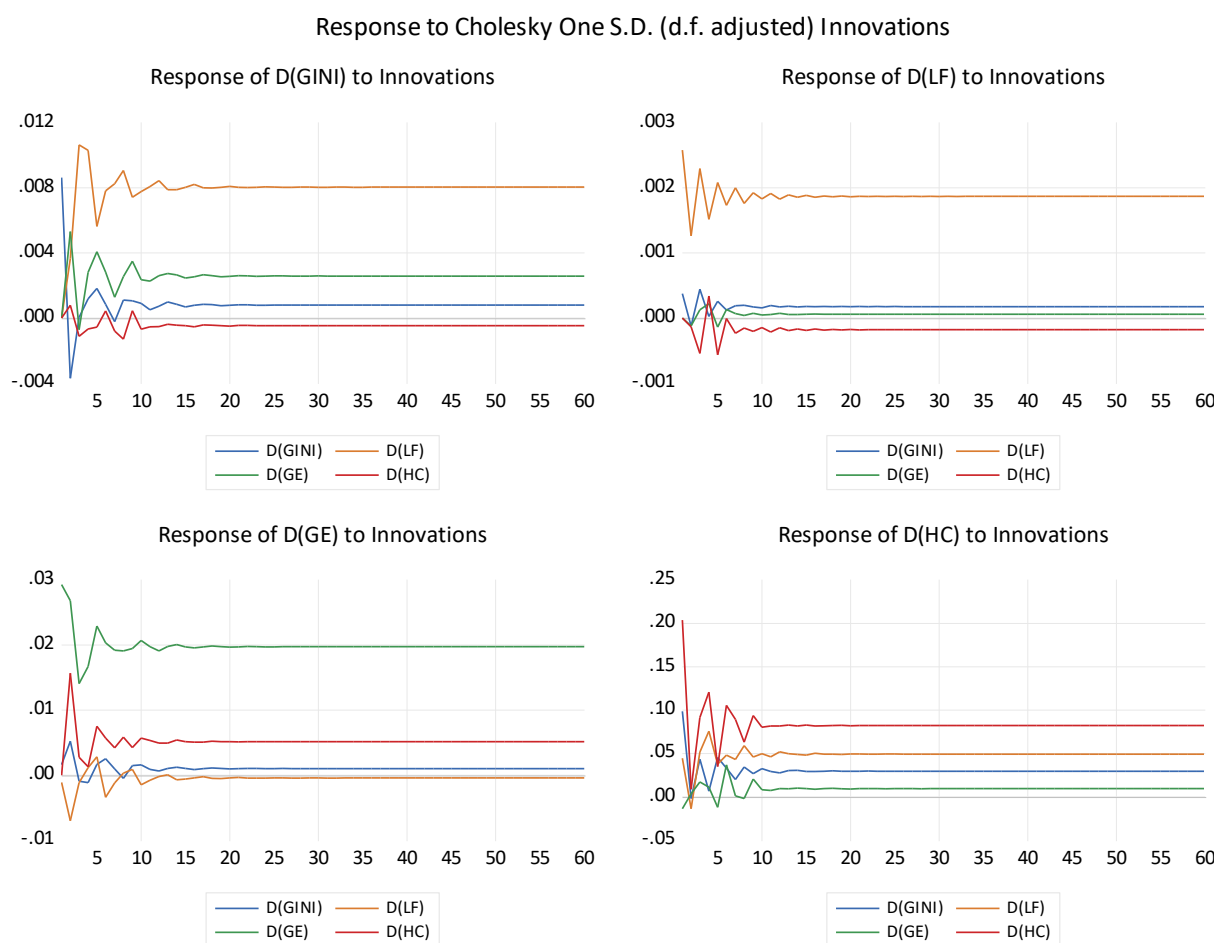 Response to Cholesky One S.D. (d.f. adjusted) Innovations
Response of D(GINI) to Innovations
.012
.008
.004
.000
-.004
5 10 15 20 25 30 35 40 45 50 55 60
D(GINI) D(LF)
D(GE) D(HC)
Response of D(LF) to Innovations
.003
.002
.001
.000
-.001
5 10 15 20 25 30 35 40 45 50 55 60
D(GINI) D(LF)
D(GE) D(HC)
Response of D(GE) to Innovations
.03
.02
.01
.00
-.01
5 10 15 20 25 30 35 40 45 50 55 60
D(GINI) D(LF)
D(GE) D(HC)
Response of D(HC) to Innovations
.25
.20
.15
.10
.05
.00
-.05
5 10 15 20 25 30 35 40 45 50 55 60
D(GINI) D(LF)
D(GE) D(HC)